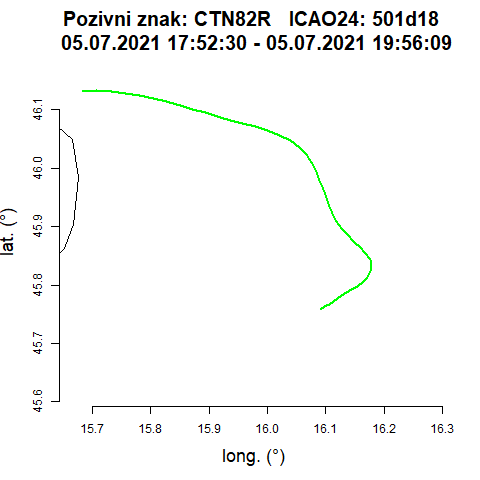 Pozivni znak: CTN82R   ICAO24: 501d18
05.07.2021 17:52:30 - 05.07.2021 19:56:09
46.1
46.0
45.9
45.8
45.7
45.6
lat. (°)
15.7 15.8 15.9 16.0 16.1 16.2 16.3
long. (°)